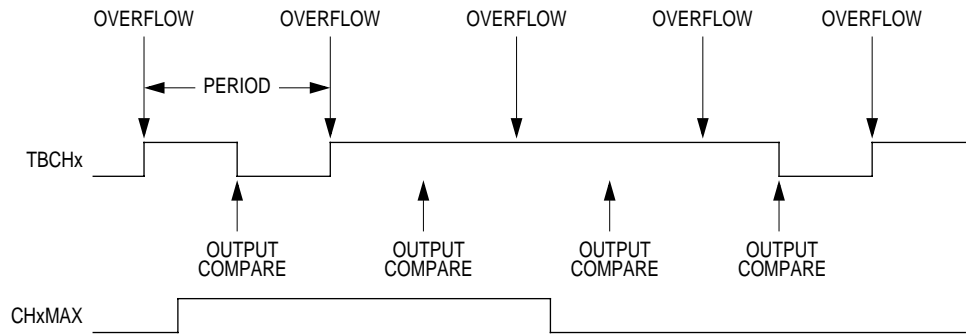 OVERFLOW OVERFLOW OVERFLOW OVERFLOW OVERFLOW
PERIOD
TBCHx
OUTPUT COMPARE
OUTPUT COMPARE
OUTPUT COMPARE
OUTPUT COMPARE
CHxMAX